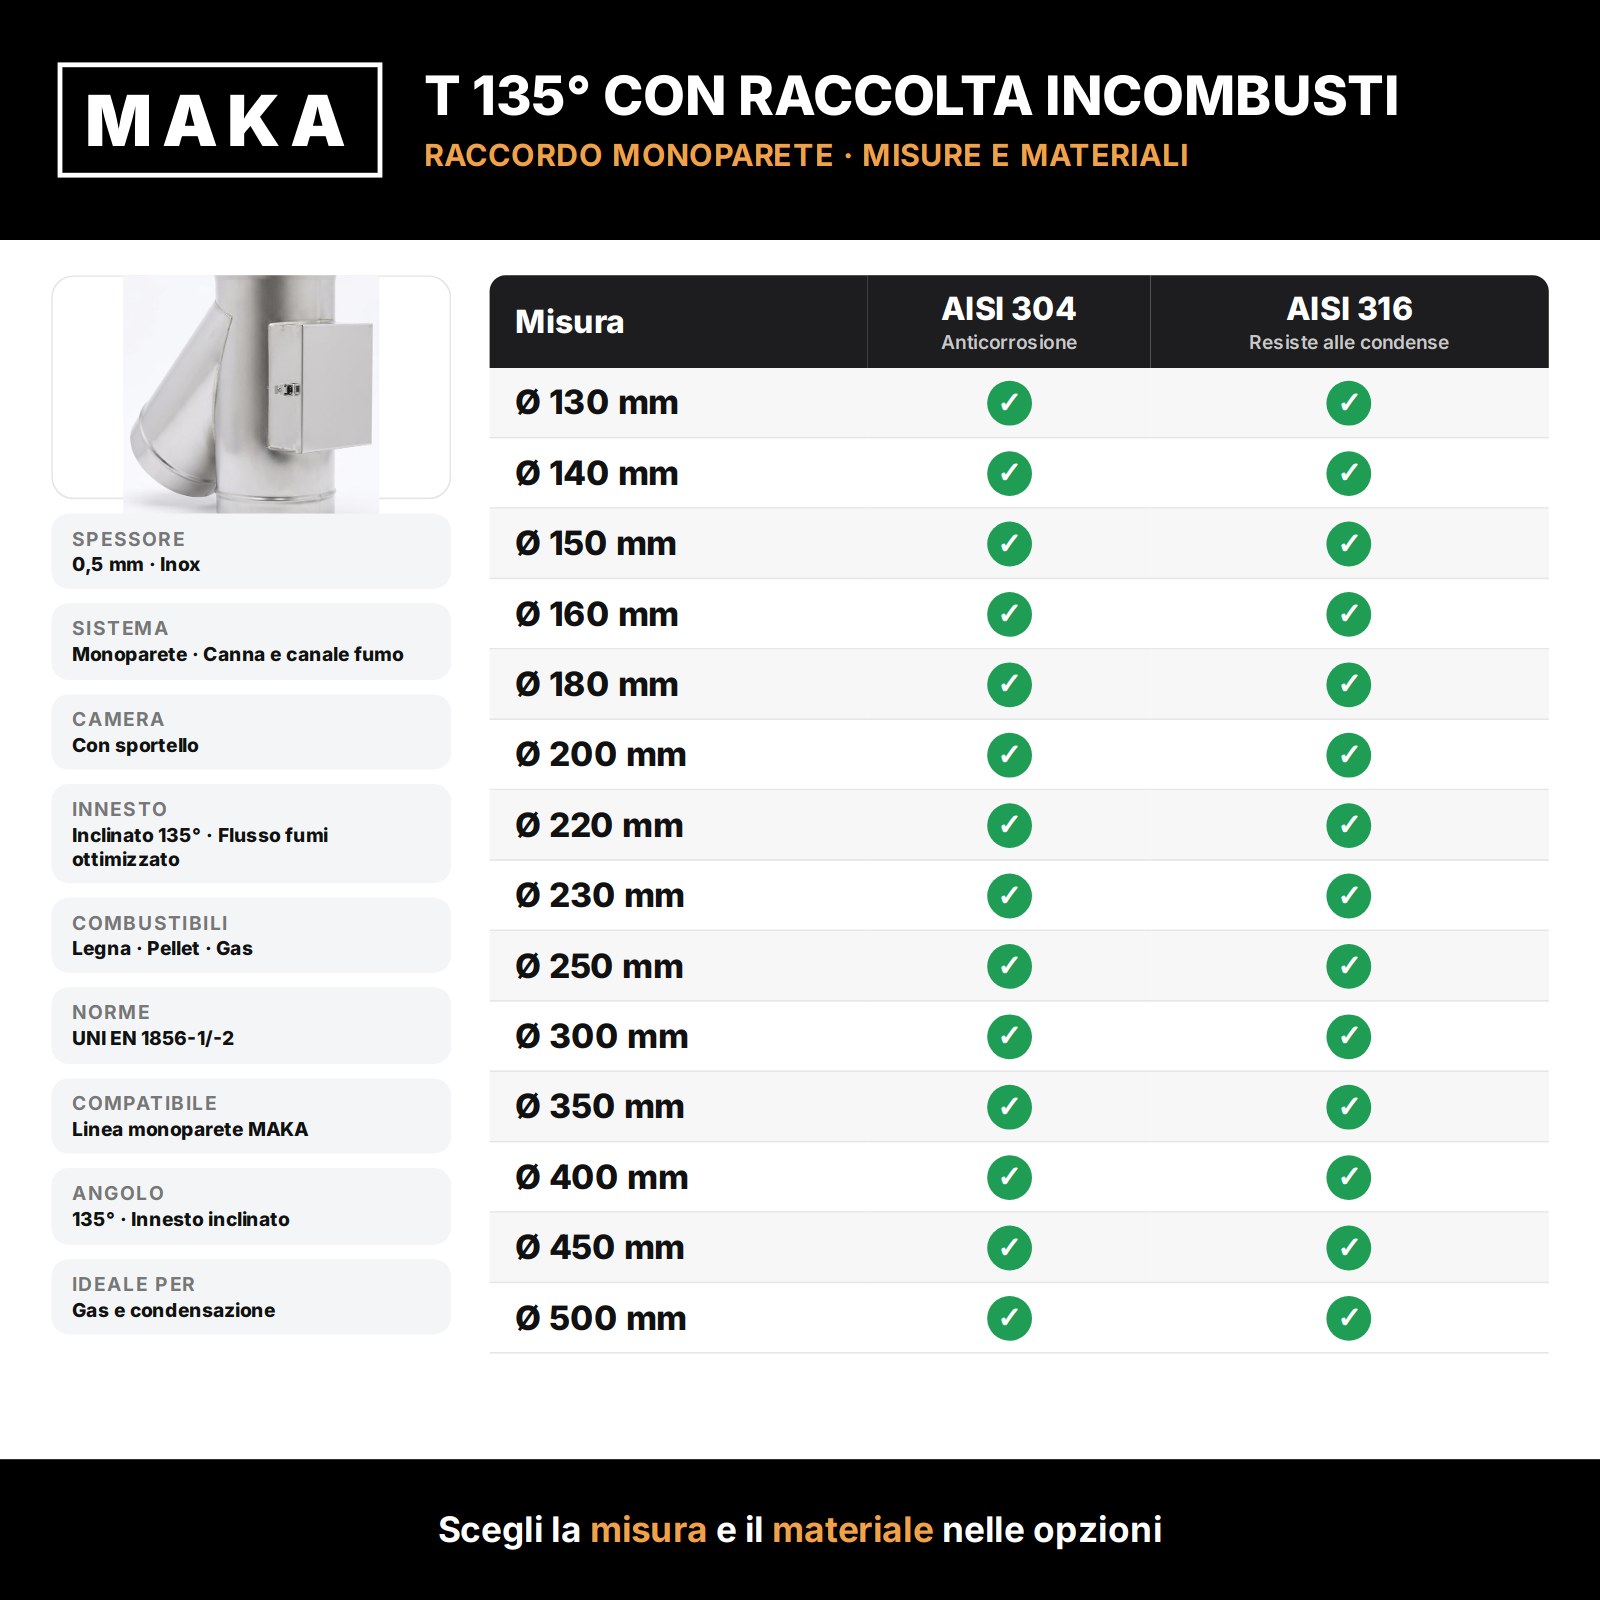 MAKA
T 135° CON RACCOLTA INCOMBUSTI
RACCORDO MONOPARETE · MISURE E MATERIALI
SPESSORE
0,5 mm · Inox
SISTEMA
Monoparete · Canna e canale fumo
CAMERA
Con sportello
INNESTO
Inclinato 135° · Flusso fumi
ottimizzato
COMBUSTIBILI
Legna · Pellet · Gas
NORME
UNI EN 1856-1/-2
COMPATIBILE
Linea monoparete MAKA
ANGOLO
135° · Innesto inclinato
IDEALE PER
Gas e condensazione
Misura AISI 304 AISI 316
Anticorrosione Resiste alle condense
Ø 130 mm ✓ ✓
Ø 140 mm ✓ ✓
Ø 150 mm ✓ ✓
Ø 160 mm ✓ ✓
Ø 180 mm ✓ ✓
Ø 200 mm ✓ ✓
Ø 220 mm ✓ ✓
Ø 230 mm ✓ ✓
Ø 250 mm ✓ ✓
Ø 300 mm ✓ ✓
Ø 350 mm ✓ ✓
Ø 400 mm ✓ ✓
Ø 450 mm ✓ ✓
Ø 500 mm ✓ ✓
Scegli la misura e il materiale nelle opzioni